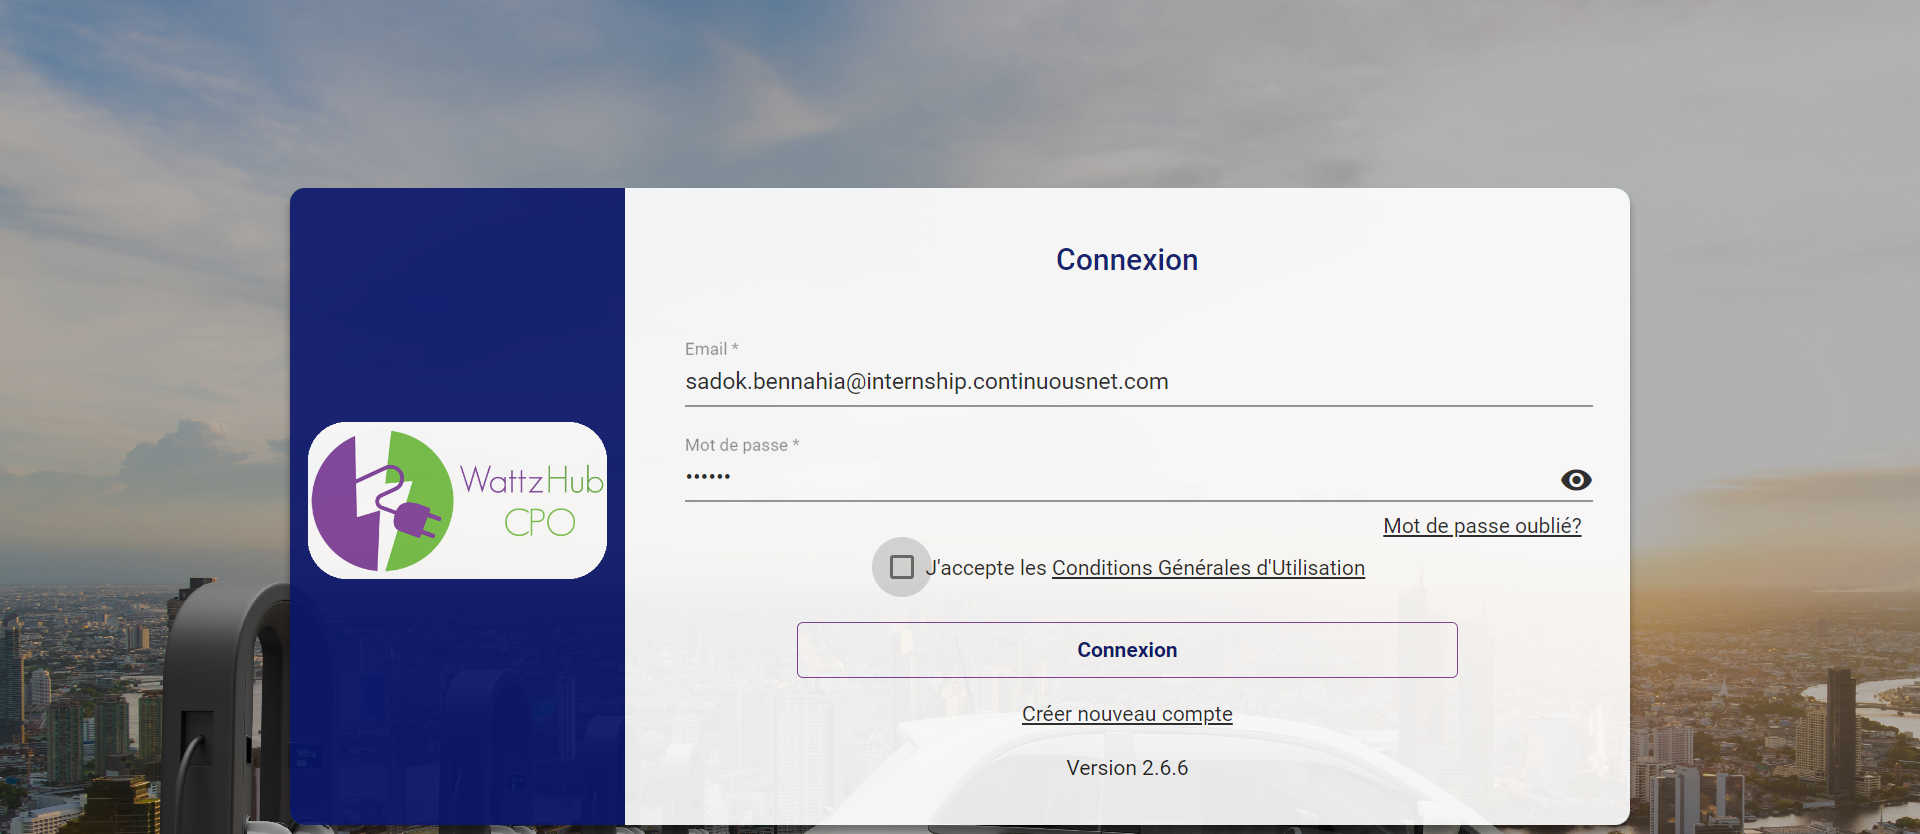 WattzHub
CPO
Connexion
Email *
sadok.bennahia@internship.continuousnet.com
Mot de passe *
••••••
Mot de passe oublié?
J'accepte les Conditions Générales d'Utilisation
Connexion
Créer nouveau compte
Version 2.6.6